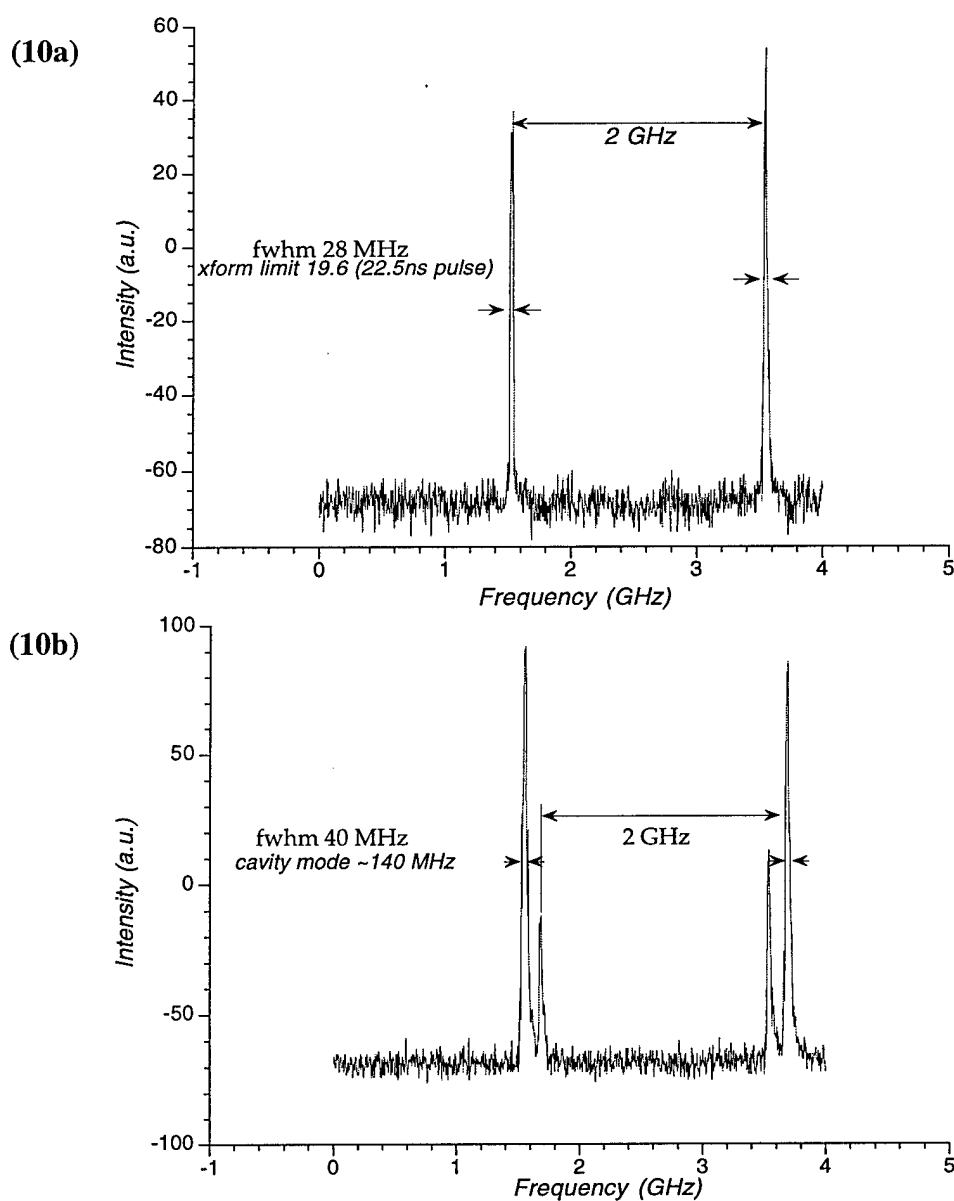 (10a)
60
40
20
0
-20
-40
-60
-80
Intensity (a.u.)
2 GHz
fwhm 28 MHz
xform limit 19.6 (22.5ns pulse)
-1 0 1 2 3 4 5
Frequency (GHz)
(10b)
100
50
0
-50
-100
Intensity (a.u.)
fwhm 40 MHz
cavity mode ~140 MHz
2 GHz
-1 0 1 2 3 4 5
Frequency (GHz)